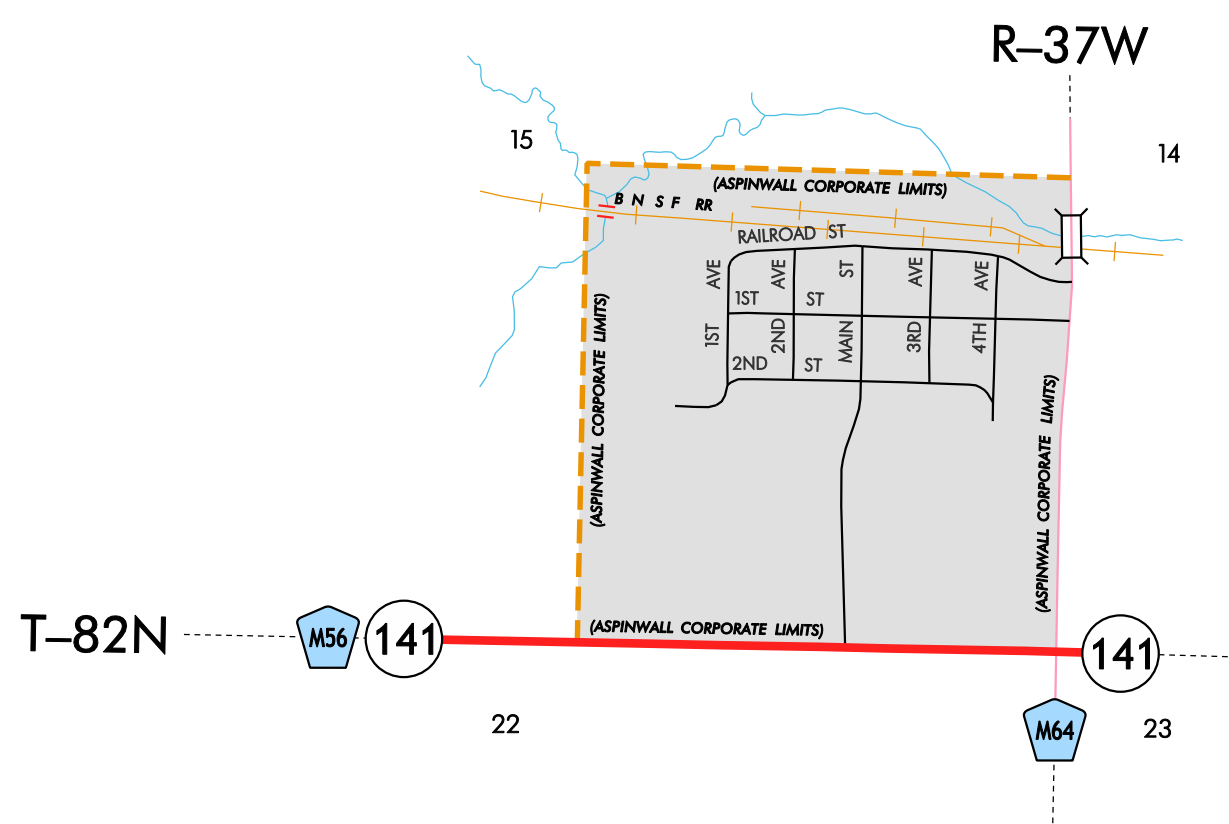 R–37W
15
14
(ASPINWALL CORPORATE LIMITS)
B N S F RR
RAILROAD ST
AVE
AVE
ST
AVE
AVE
1ST ST
1ST
2ND
MAIN
3RD
4TH
2ND ST
(ASPINWALL CORPORATE LIMITS)
(ASPINWALL CORPORATE LIMITS)
T–82N
M56
141
(ASPINWALL CORPORATE LIMITS)
141
22
M64
23